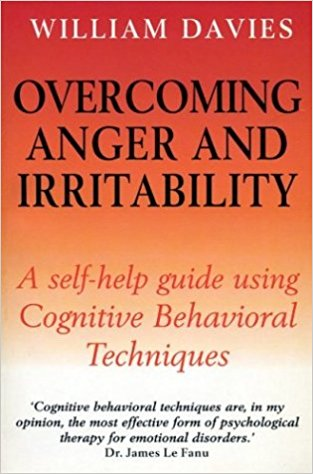 WILLIAM DAVIES
OVERCOMING
ANGER AND
IRRITABILITY
A self-help guide using
Cognitive Behavioral
Techniques
'Cognitive behavioral techniques are, in my
opinion, the most effective form of psychological
therapy for emotional disorders.'
Dr. James Le Fanu